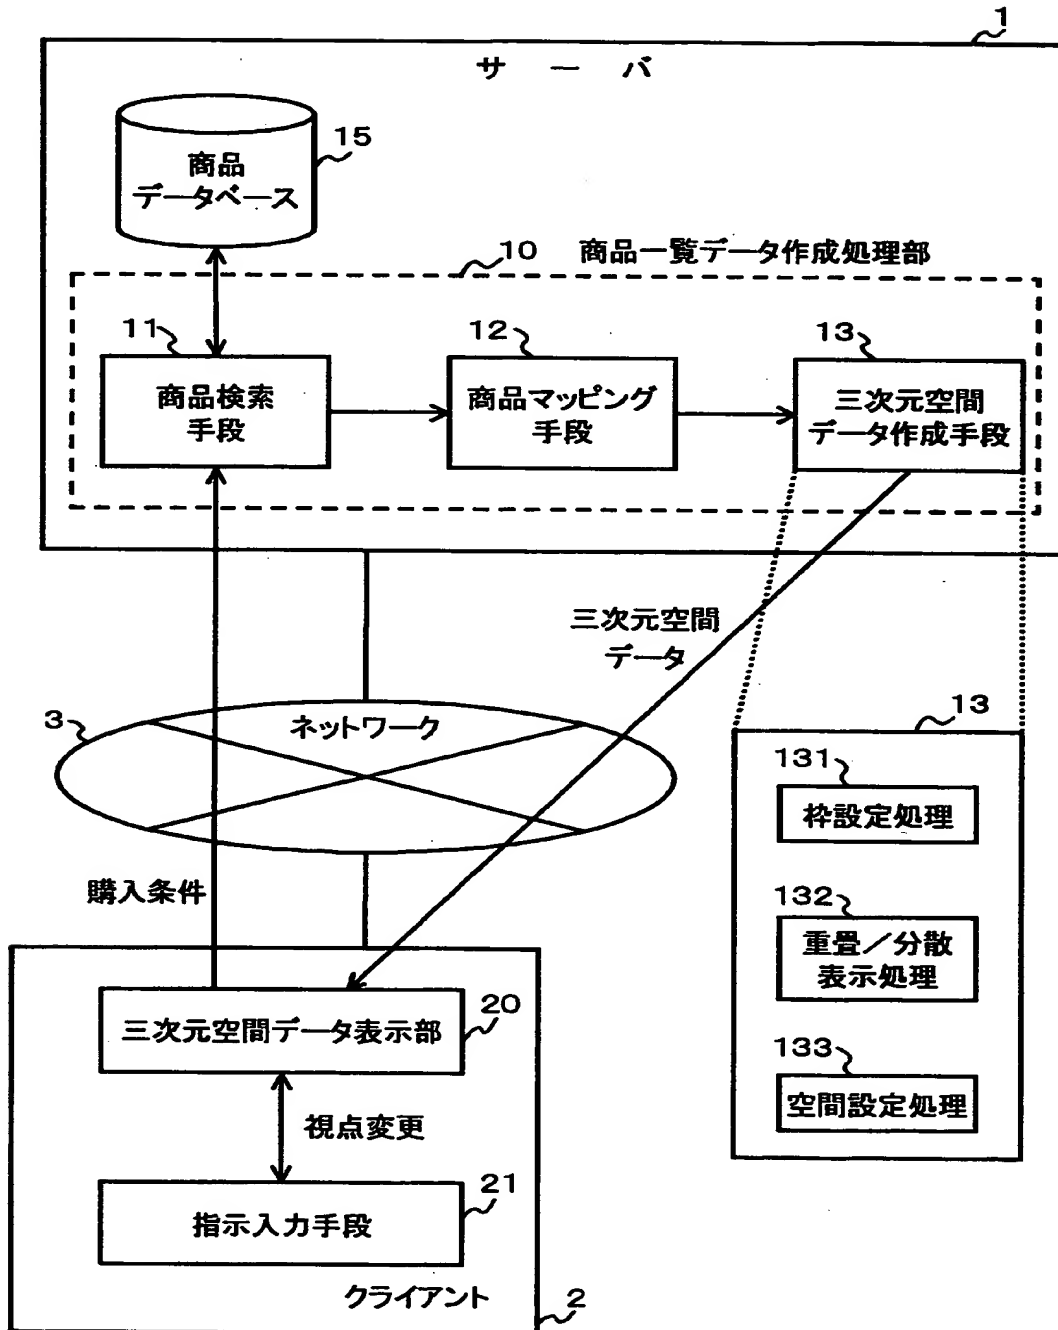 1
サーバ
商品
データベース
15
10
商品一覧データ作成処理部
11
12
13
商品検索
手段
商品マッピング
手段
三次元空間
データ作成手段
三次元空間
データ
3
ネットワーク
13
131
枠設定処理
購入条件
132
重畳／分散
表示処理
20
三次元空間データ表示部
133
空間設定処理
視点変更
21
指示入力手段
クライアント
2